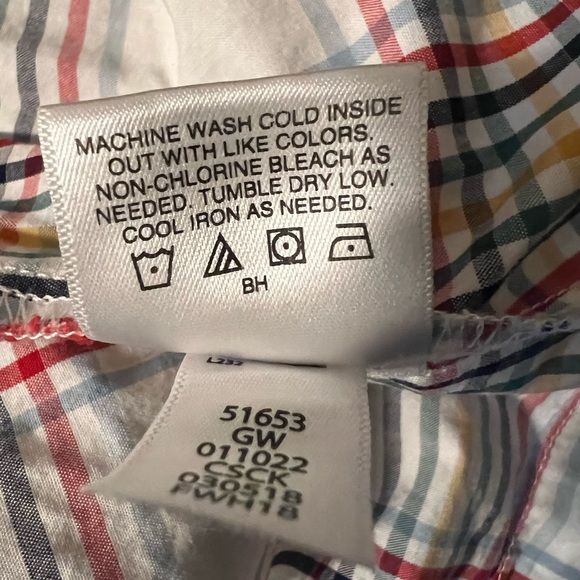 MACHINE WASH COLD INSIDE
OUT WITH LIKE COLORS.
NON-CHLORINE BLEACH AS
NEEDED. TUMBLE DRY LOW.
COOL IRON AS NEEDED.
BH
51653
GW
011022
CSCK
030518
FWH18